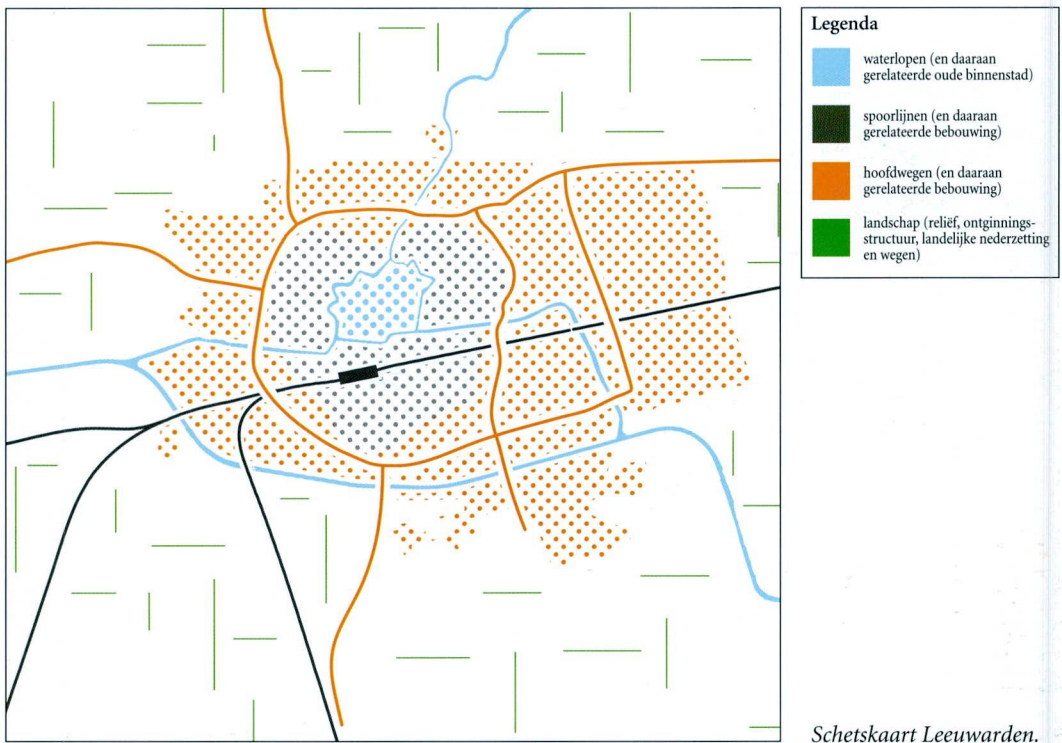 Legenda
waterlopen (en daaraan
gerelateerde oude binnenstad)
spoorlijnen (en daaraan
gerelateerde bebouwing)
hoofdwegen (en daaraan
gerelateerde bebouwing)
landschap (reliëf, ontginnings-
structuur, landelijke nederzetting
en wegen)
Schetskaart Leeuwarden.